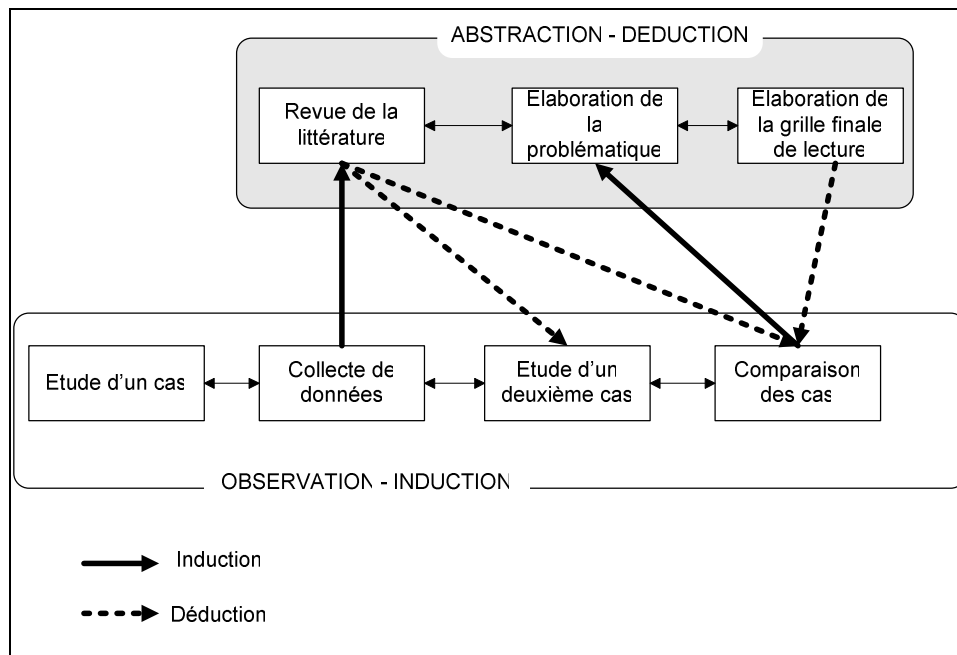 ABSTRACTION - DEDUCTION
Revue de la
littérature
Elaboration de
la
problématique
Elaboration de
la grille finale
de lecture
Etude d'un cas
Collecte de
données
Etude d'un
deuxième cas
Comparaison
des cas
OBSERVATION - INDUCTION
Induction
Déduction